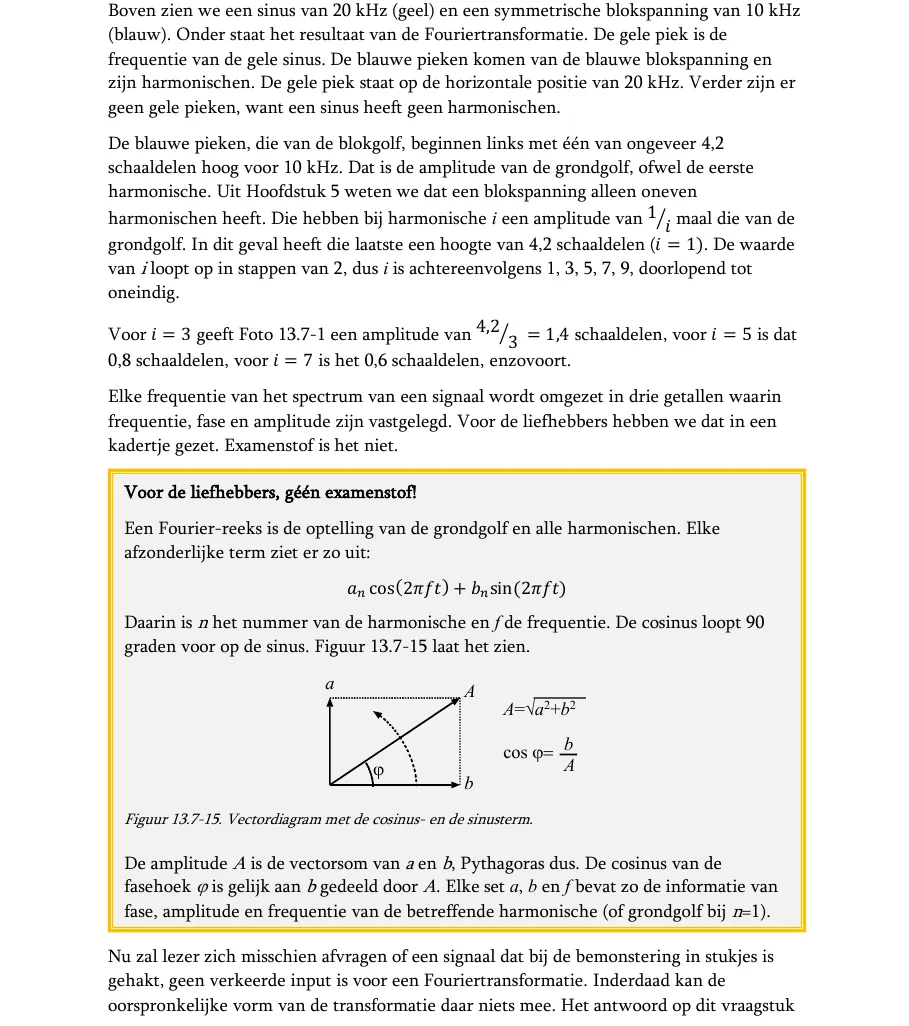 Boven zien we een sinus van 20 kHz (geel) en een symmetrische blokspanning van 10 kHz
(blauw). Onder staat het resultaat van de Fouriertransformatie. De gele piek is de
frequentie van de gele sinus. De blauwe pieken komen van de blauwe blokspanning en
zijn harmonischen. De gele piek staat op de horizontale positie van 20 kHz. Verder zijn er
geen gele pieken, want een sinus heeft geen harmonischen.
De blauwe pieken, die van de blokgolf, beginnen links met één van ongeveer 4,2
schaaldelen hoog voor 10 kHz. Dat is de amplitude van de grondgolf, ofwel de eerste
harmonische. Uit Hoofdstuk 5 weten we dat een blokspanning alleen oneven
harmonischen heeft. Die hebben bij harmonische i een amplitude van 1/i maal die van de
grondgolf. In dit geval heeft die laatste een hoogte van 4,2 schaaldelen (i = 1). De waarde
van i loopt op in stappen van 2, dus i is achtereenvolgens 1, 3, 5, 7, 9, doorlopend tot
oneindig.
Voor i = 3 geeft Foto 13.7-1 een amplitude van 4,2/3 = 1,4 schaaldelen, voor i = 5 is dat
0,8 schaaldelen, voor i = 7 is het 0,6 schaaldelen, enzovoort.
Elke frequentie van het spectrum van een signaal wordt omgezet in drie getallen waarin
frequentie, fase en amplitude zijn vastgelegd. Voor de liefhebbers hebben we dat in een
kadertje gezet. Examenstof is het niet.
Voor de liefhebbers, géén examenstof!
Een Fourier-reeks is de optelling van de grondgolf en alle harmonischen. Elke
afzonderlijke term ziet er zo uit:
aₙ cos(2πft) + bₙ sin(2πft)
Daarin is n het nummer van de harmonische en f de frequentie. De cosinus loopt 90
graden voor op de sinus. Figuur 13.7-15 laat het zien.
a
A
A=√a²+b²
cos φ= b/A
φ
b
Figuur 13.7-15. Vectordiagram met de cosinus- en de sinusterm.
De amplitude A is de vectorsom van a en b, Pythagoras dus. De cosinus van de
fasehoek φ is gelijk aan b gedeeld door A. Elke set a, b en f bevat zo de informatie van
fase, amplitude en frequentie van de betreffende harmonische (of grondgolf bij n=1).
Nu zal lezer zich misschien afvragen of een signaal dat bij de bemonstering in stukjes is
gehakt, geen verkeerde input is voor een Fouriertransformatie. Inderdaad kan de
oorspronkelijke vorm van de transformatie daar niets mee. Het antwoord op dit vraagstuk